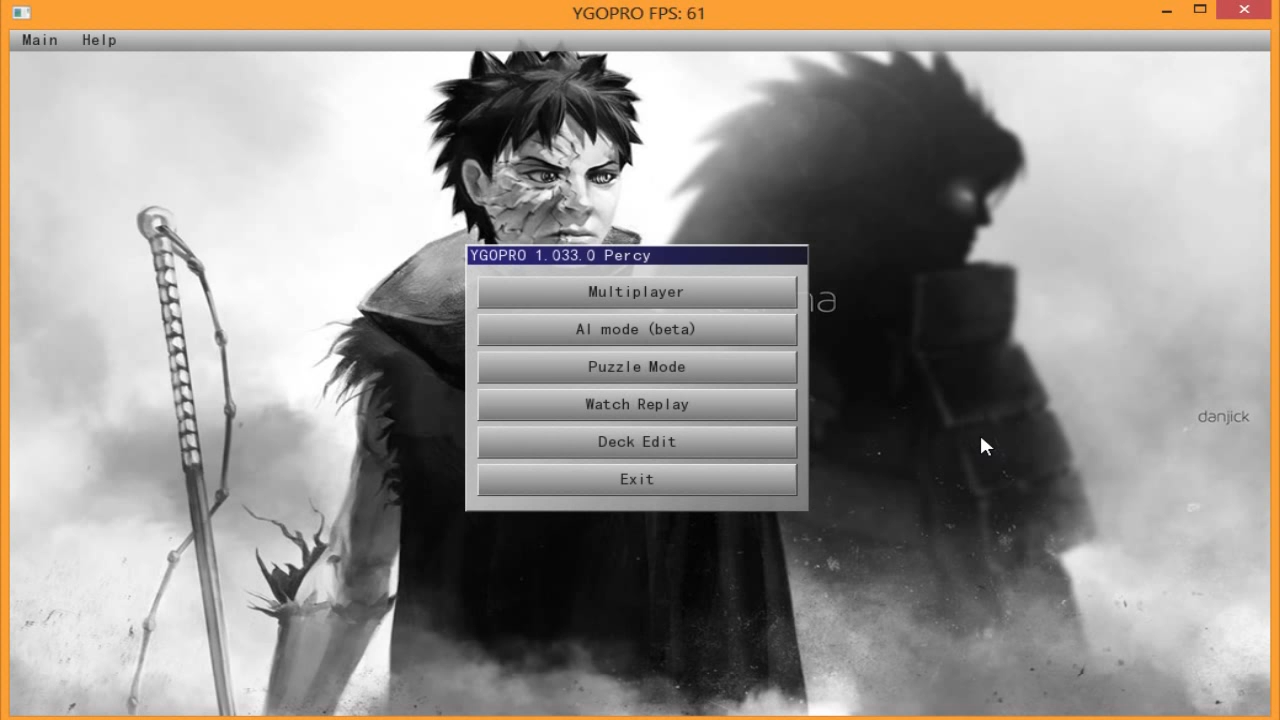 YGOPRO FPS: 61
Main Help
YGOPRO 1.033.0 Percy
Multiplayer
AI mode (beta)
Puzzle Mode
Watch Replay
Deck Edit
Exit
danjick